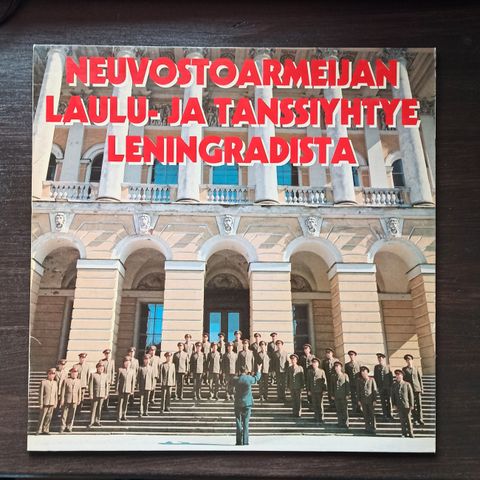 NEUVOSTOARMEIJAN
LAULU- JA TANSSIYHTYE
LENINGRADISTA